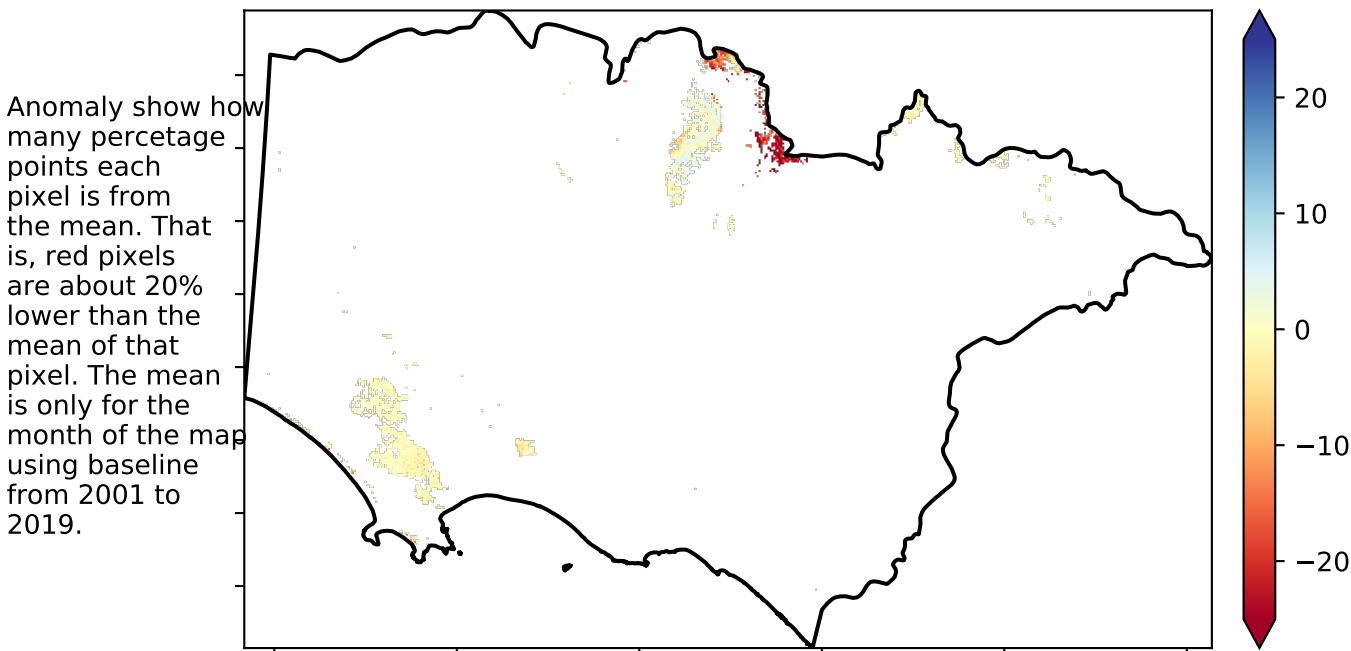 Anomaly show how
many percetage
points each
pixel is from
the mean. That
is, red pixels
are about 20%
lower than the
mean of that
pixel. The mean
is only for the
month of the map
using baseline
from 2001 to
2019.
20
10
0
−10
−20